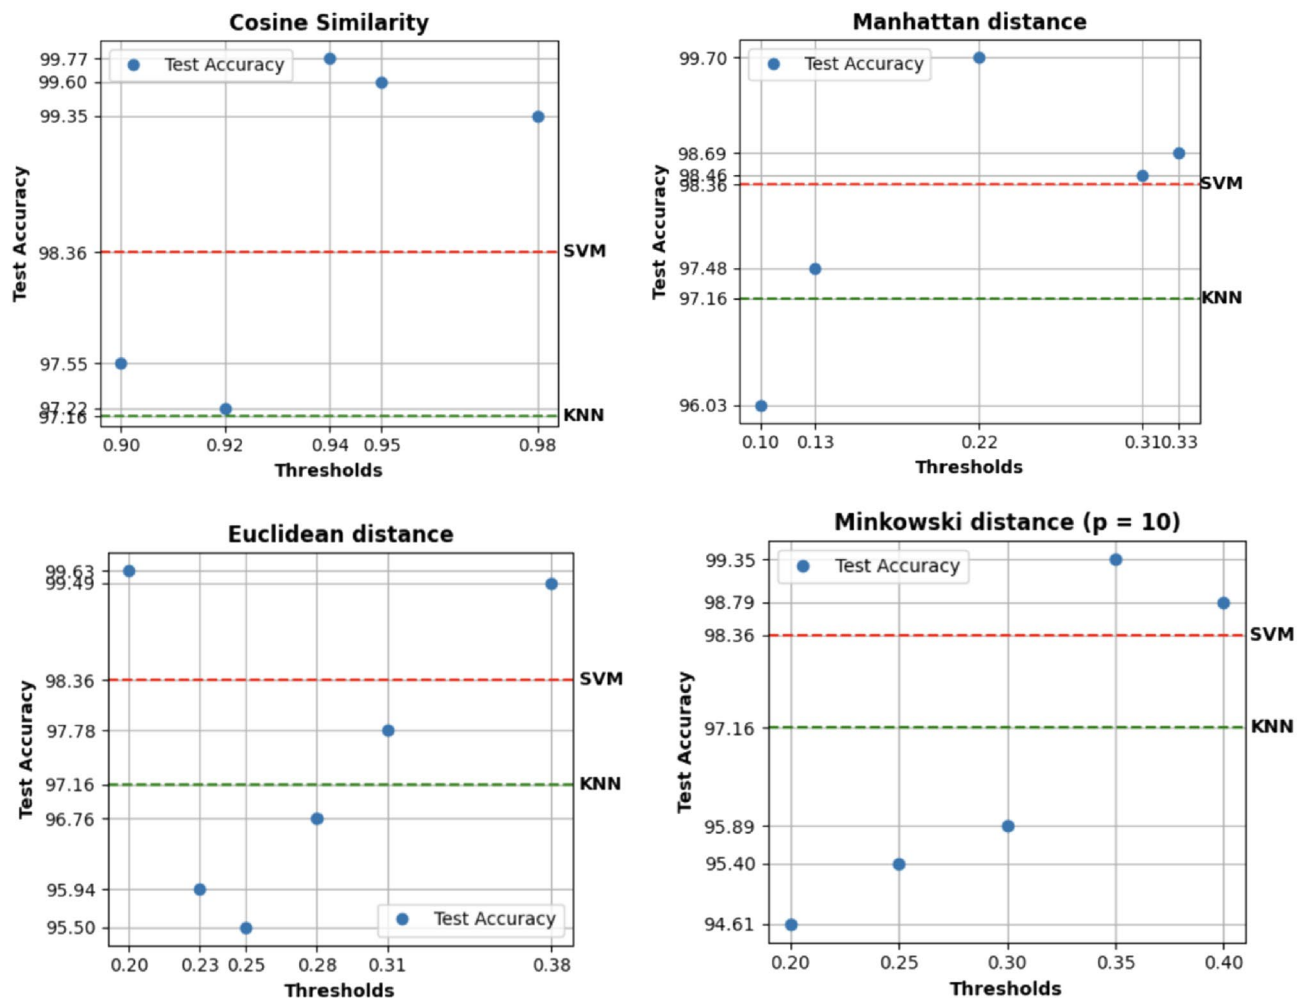 Cosine Similarity
Test Accuracy
99.77
99.60
99.35
98.36
97.55
97.22
97.16
Test Accuracy
SVM
KNN
0.90 0.92 0.94 0.95 0.98
Thresholds
Manhattan distance
Test Accuracy
99.70
98.69
98.46
98.36
97.48
97.16
96.03
Test Accuracy
SVM
KNN
0.10 0.13 0.22 0.31 0.33
Thresholds
Euclidean distance
99.63
99.49
98.36
97.78
97.16
96.76
95.94
95.50
Test Accuracy
SVM
KNN
Test Accuracy
0.20 0.23 0.25 0.28 0.31 0.38
Thresholds
Minkowski distance (p = 10)
Test Accuracy
99.35
98.79
98.36
97.16
95.89
95.40
94.61
Test Accuracy
SVM
KNN
0.20 0.25 0.30 0.35 0.40
Thresholds